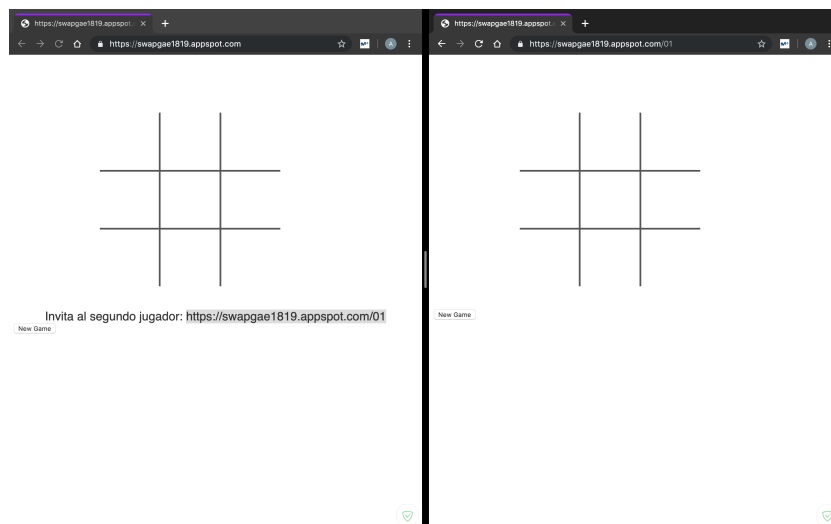 https://swapgae1819.appspot.
https://swapgae1819.appspot.com
Invita al segundo jugador: https://swapgae1819.appspot.com/01
New Game
https://swapgae1819.appspot.
https://swapgae1819.appspot.com/01
New Game